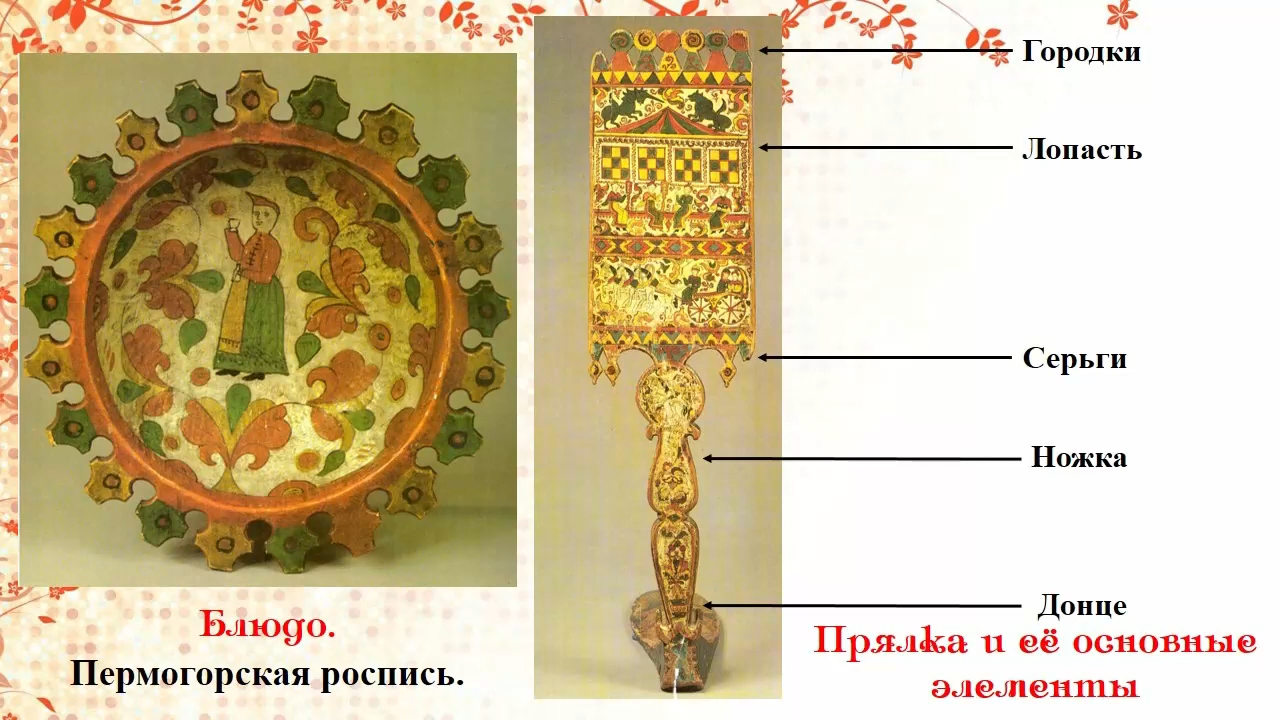 Городки
Лопасть
Серьги
Ножка
Донце
Блюдо.
Пермогорская роспись.
Прялка и её основные
элементы